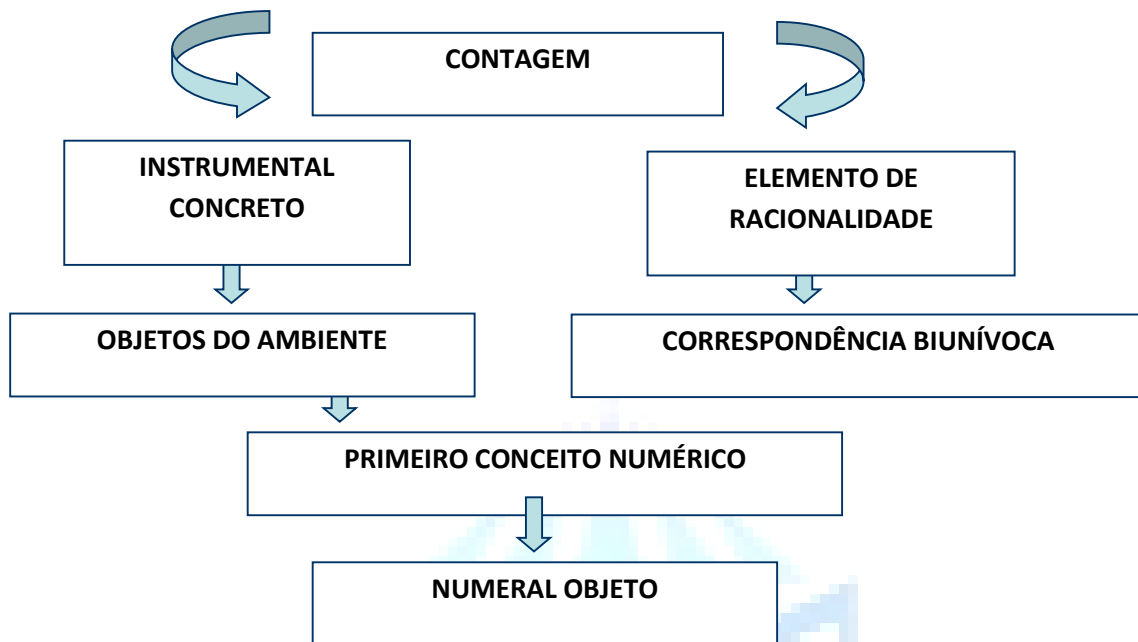 CONTAGEM
INSTRUMENTAL
CONCRETO
ELEMENTO DE
RACIONALIDADE
OBJETOS DO AMBIENTE
CORRESPONDÊNCIA BIUNÍVOCA
PRIMEIRO CONCEITO NUMÉRICO
NUMERAL OBJETO